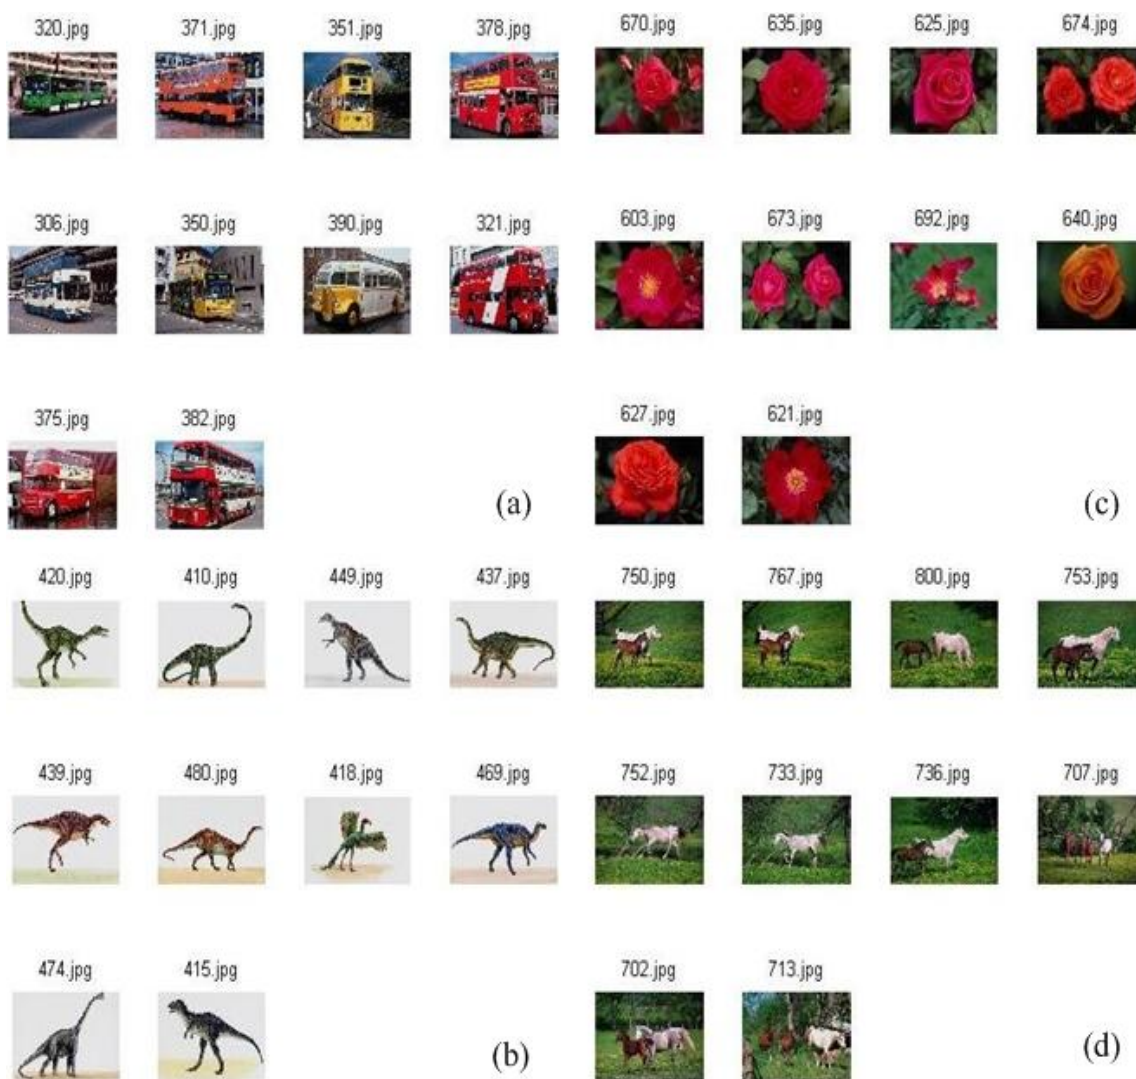 320.jpg 371.jpg 351.jpg 378.jpg
306.jpg 350.jpg 390.jpg 321.jpg
375.jpg 382.jpg
(a)
670.jpg 635.jpg 625.jpg 674.jpg
603.jpg 673.jpg 692.jpg 640.jpg
627.jpg 621.jpg
(c)
420.jpg 410.jpg 449.jpg 437.jpg
439.jpg 480.jpg 418.jpg 469.jpg
474.jpg 415.jpg
(b)
750.jpg 767.jpg 800.jpg 753.jpg
752.jpg 733.jpg 736.jpg 707.jpg
702.jpg 713.jpg
(d)